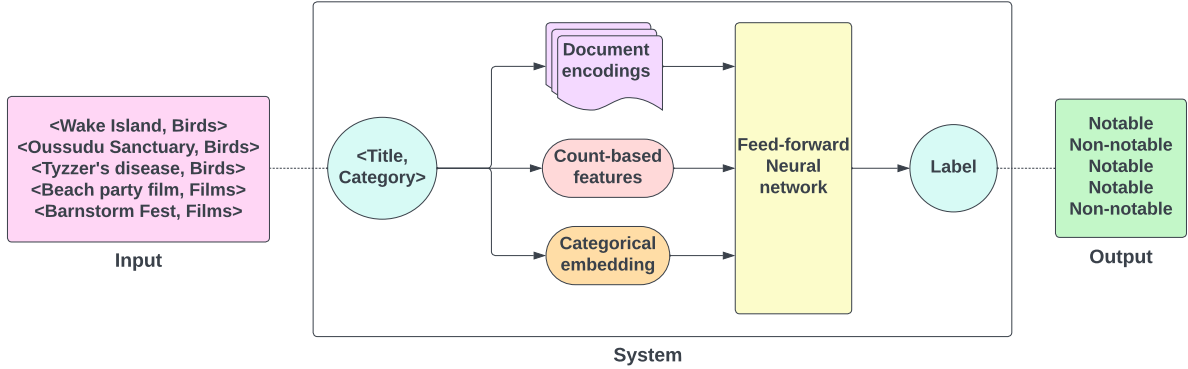 <Wake Island, Birds>
<Oussudu Sanctuary, Birds>
<Tyzzer's disease, Birds>
<Beach party film, Films>
<Barnstorm Fest, Films>
Input
<Title,
Category>
Document
encodings
Count-based
features
Categorical
embedding
Feed-forward
Neural
network
Label
System
Notable
Non-notable
Notable
Notable
Non-notable
Output